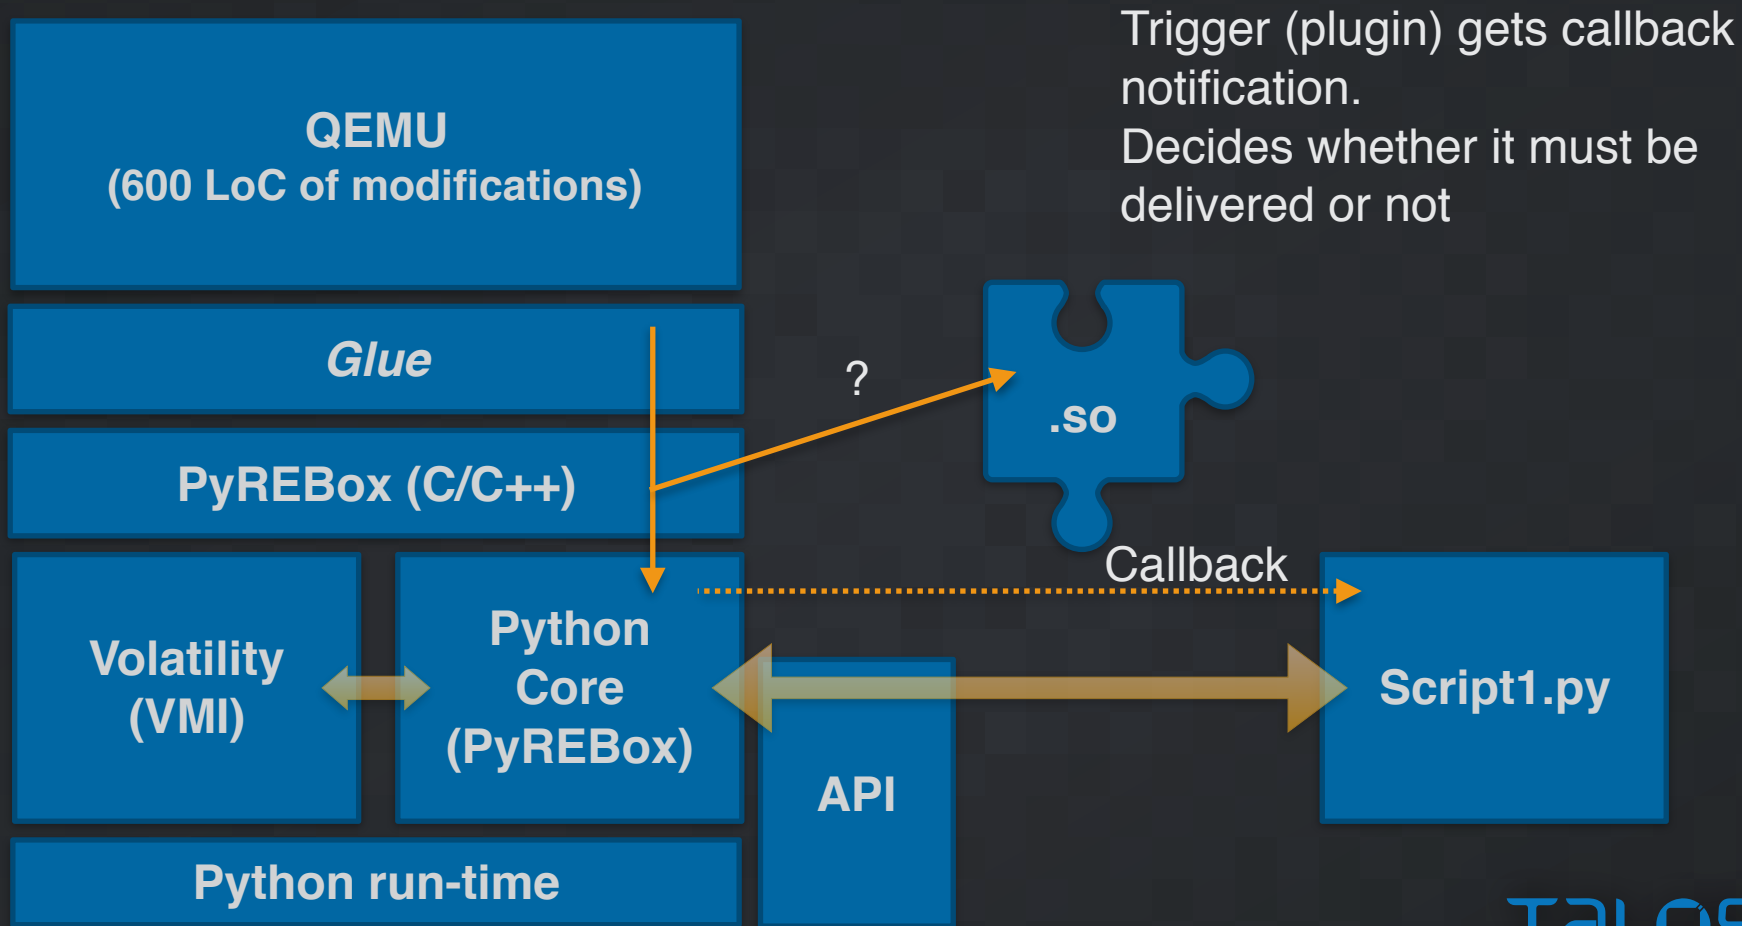 Trigger (plugin) gets callback
notification.
Decides whether it must be
delivered or not
QEMU
(600 LoC of modifications)
Glue
?
.so
PyREBox (C/C++)
Callback
Volatility
(VMI)
Python
Core
(PyREBox)
Script1.py
API
Python run-time
TALOS